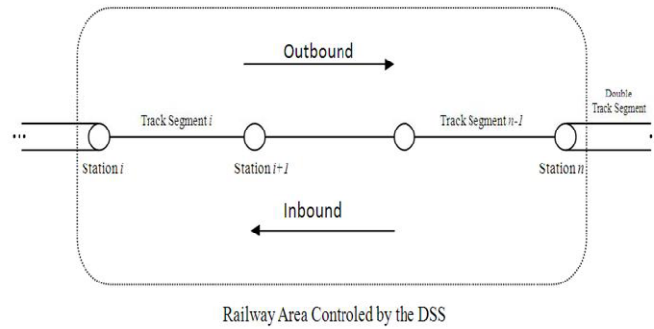 Outbound
Double
Track Segment
Track Segment i
Track Segment n-1
...
Station i
Station i+1
Station n
Inbound
Railway Area Controled by the DSS